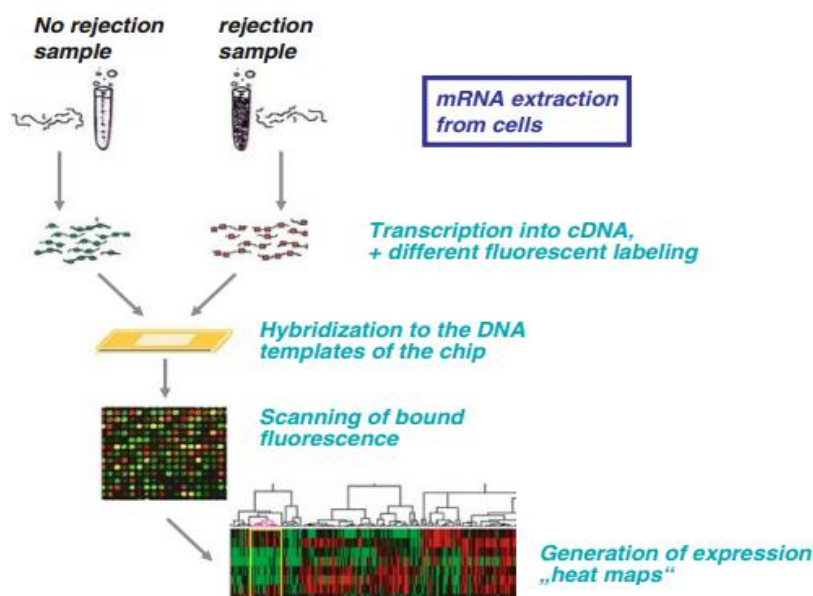 No rejection
sample
rejection
sample
mRNA extraction
from cells
Transcription into cDNA,
+ different fluorescent labeling
Hybridization to the DNA
templates of the chip
Scanning of bound
fluorescence
Generation of expression
„heat maps“